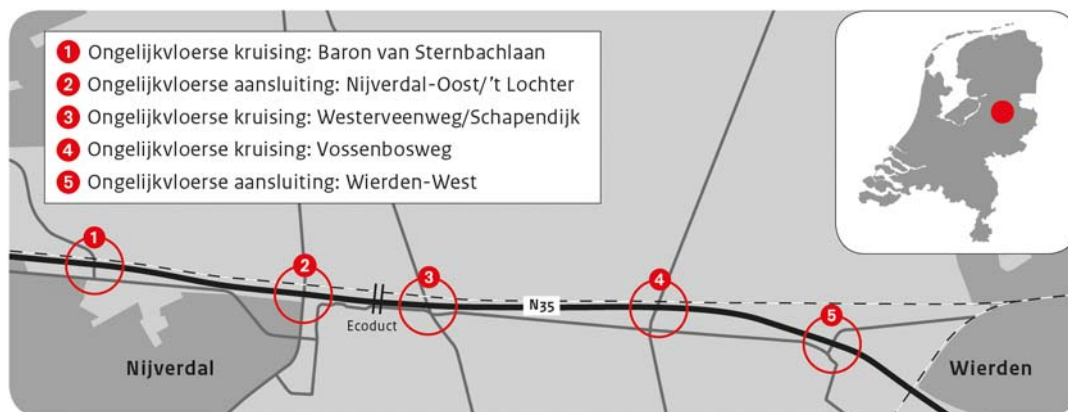 1 Ongelijkvloerse kruising: Baron van Sternbachlaan
2 Ongelijkvloerse aansluiting: Nijverdal-Oost/'t Lochter
3 Ongelijkvloerse kruising: Westerveenweg/Schapendijk
4 Ongelijkvloerse kruising: Vossenbosweg
5 Ongelijkvloerse aansluiting: Wierden-West
1
2
3
4
N35
5
Ecoduct
Nijverdal
Wierden